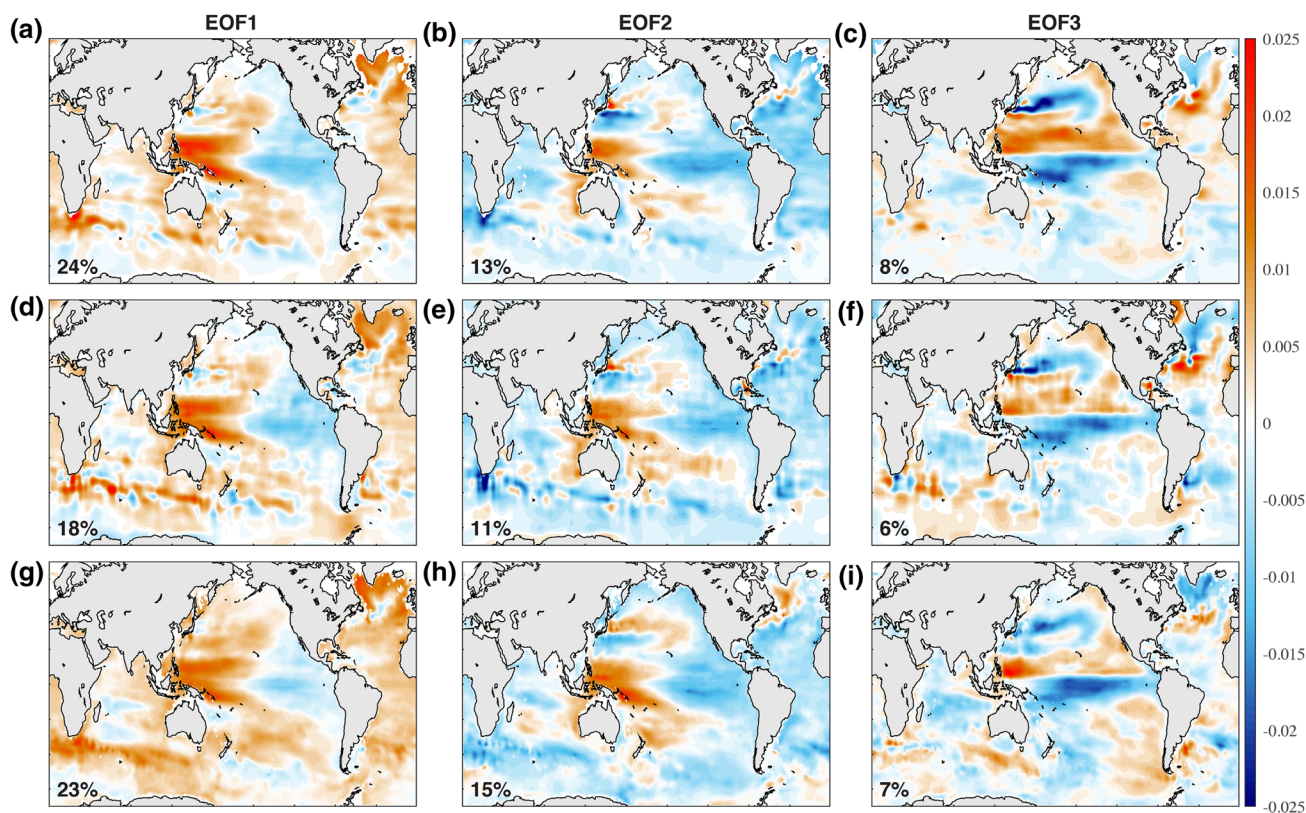 EOF1 EOF2 EOF3
(a) (b) (c)
24% 13% 8%
(d) (e) (f)
18% 11% 6%
(g) (h) (i)
23% 15% 7%
0.025
0.02
0.015
0.01
0.005
0
-0.005
-0.01
-0.015
-0.02
-0.025